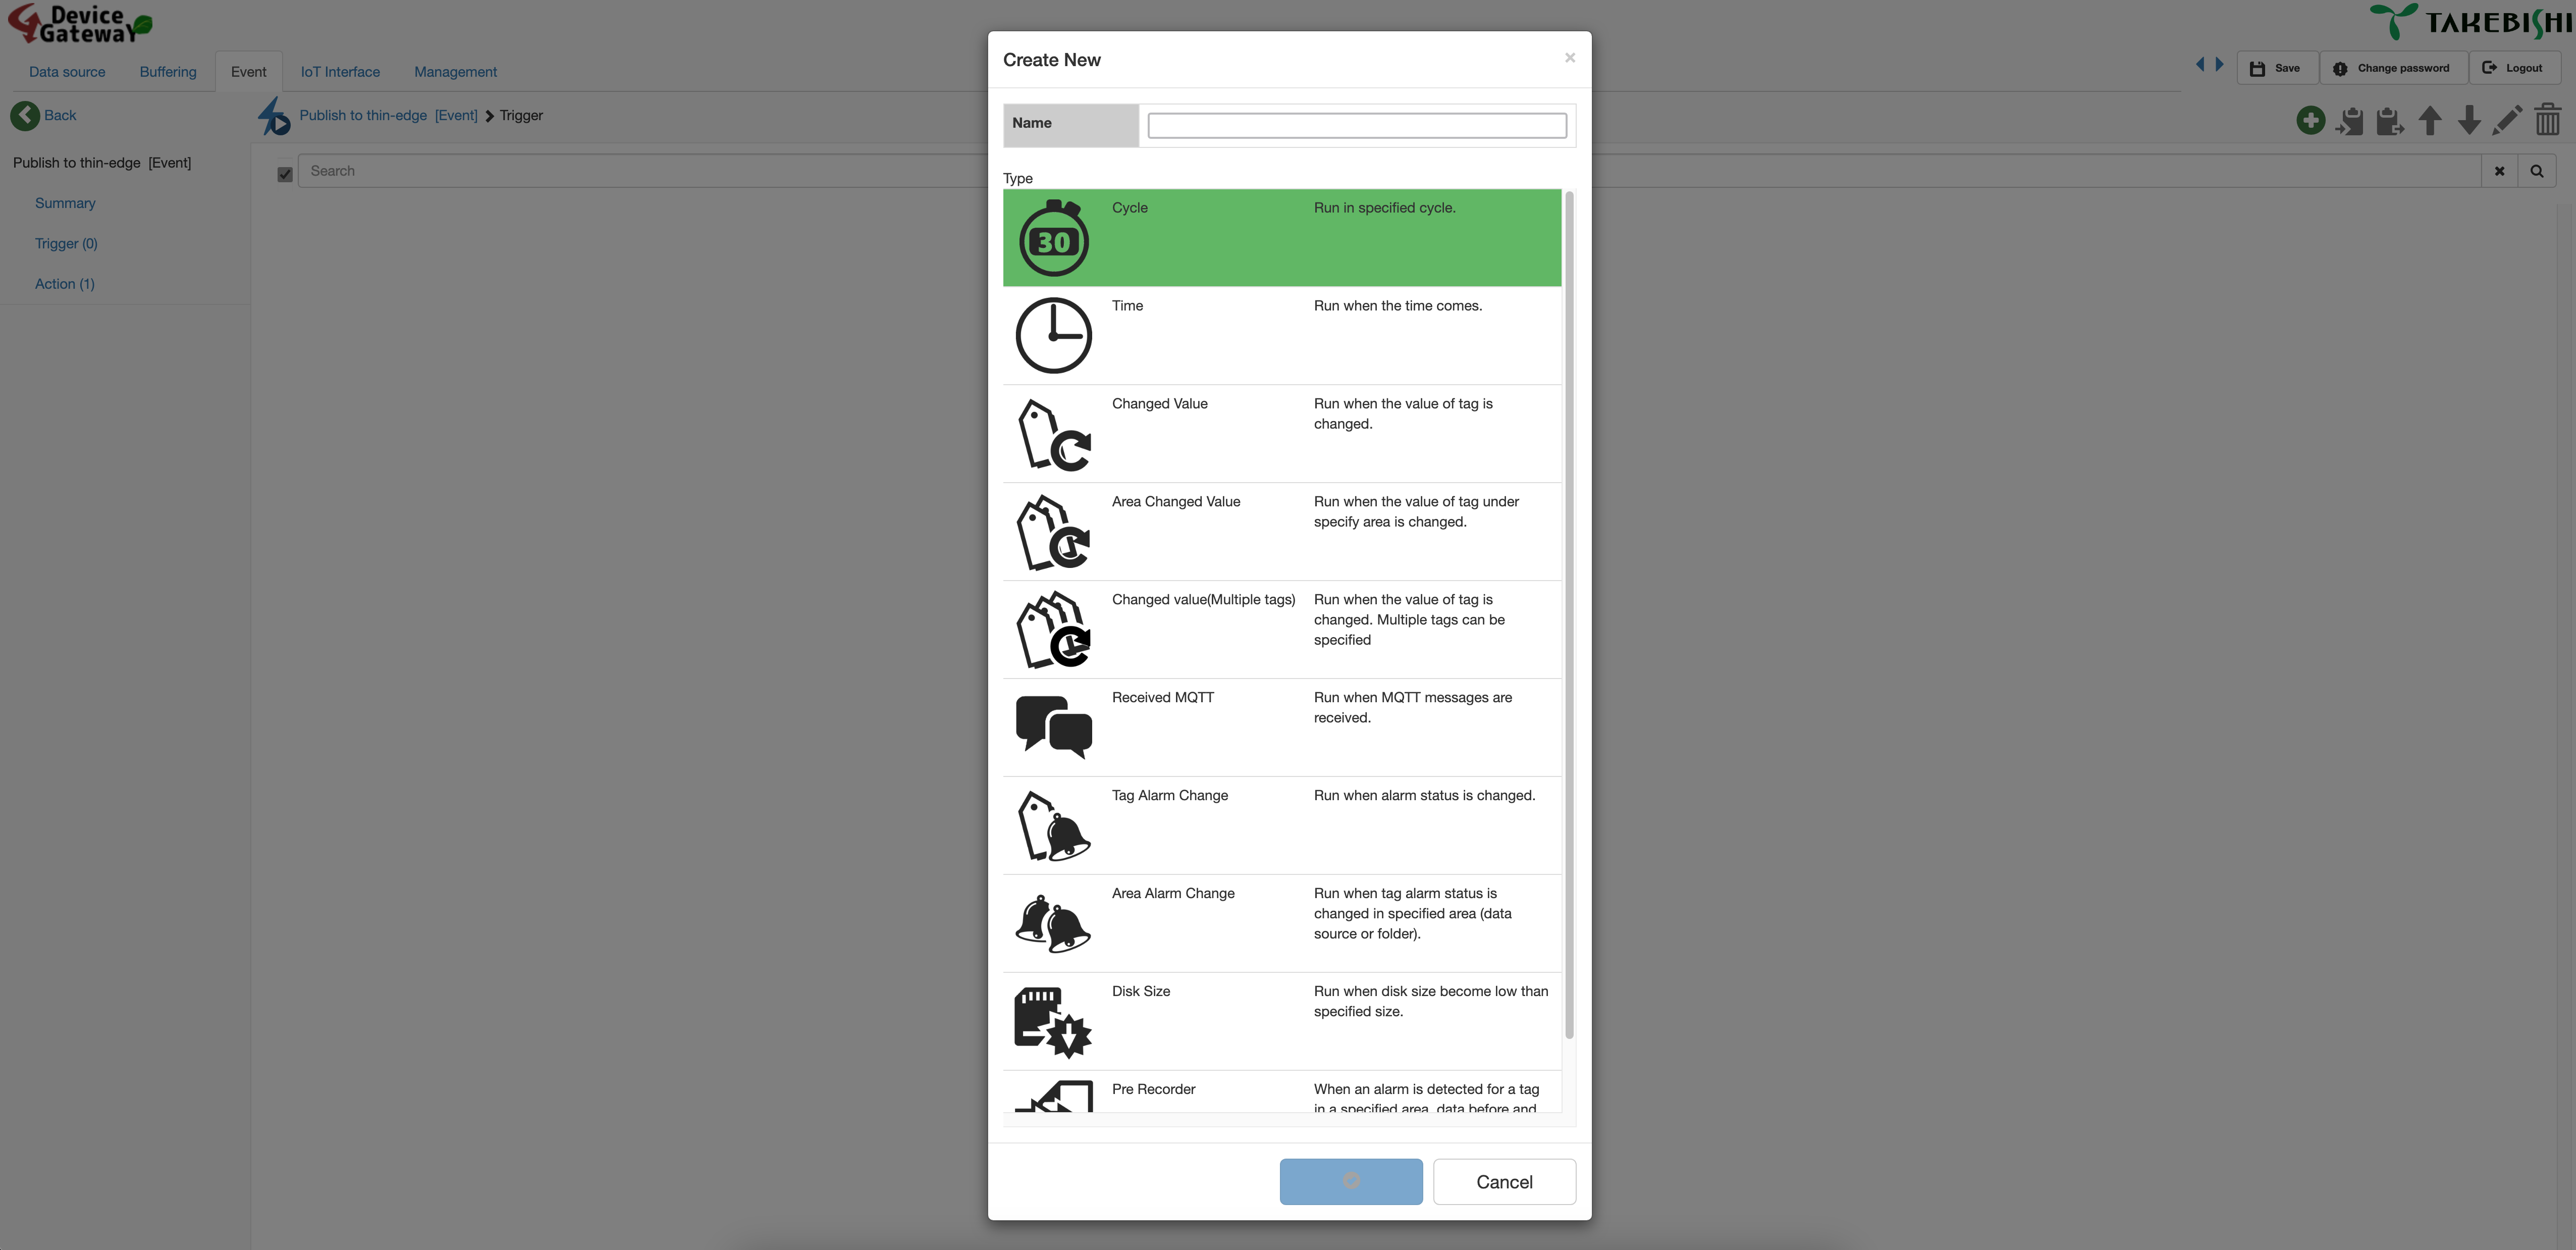 Device
Gateway
TAKEBISHI
Data source
Buffering
Event
IoT Interface
Management
Save
Change password
Logout
Back
Publish to thin-edge [Event] Trigger
Publish to thin-edge [Event]
Summary
Trigger (0)
Action (1)
Search
Create New
×
Name
Type
30
Cycle
Run in specified cycle.
Time
Run when the time comes.
Changed Value
Run when the value of tag is
changed.
Area Changed Value
Run when the value of tag under
specify area is changed.
Changed value(Multiple tags)
Run when the value of tag is
changed. Multiple tags can be
specified
Received MQTT
Run when MQTT messages are
received.
Tag Alarm Change
Run when alarm status is changed.
Area Alarm Change
Run when tag alarm status is
changed in specified area (data
source or folder).
Disk Size
Run when disk size become low than
specified size.
Pre Recorder
When an alarm is detected for a tag
in a specified area, data before and
Cancel